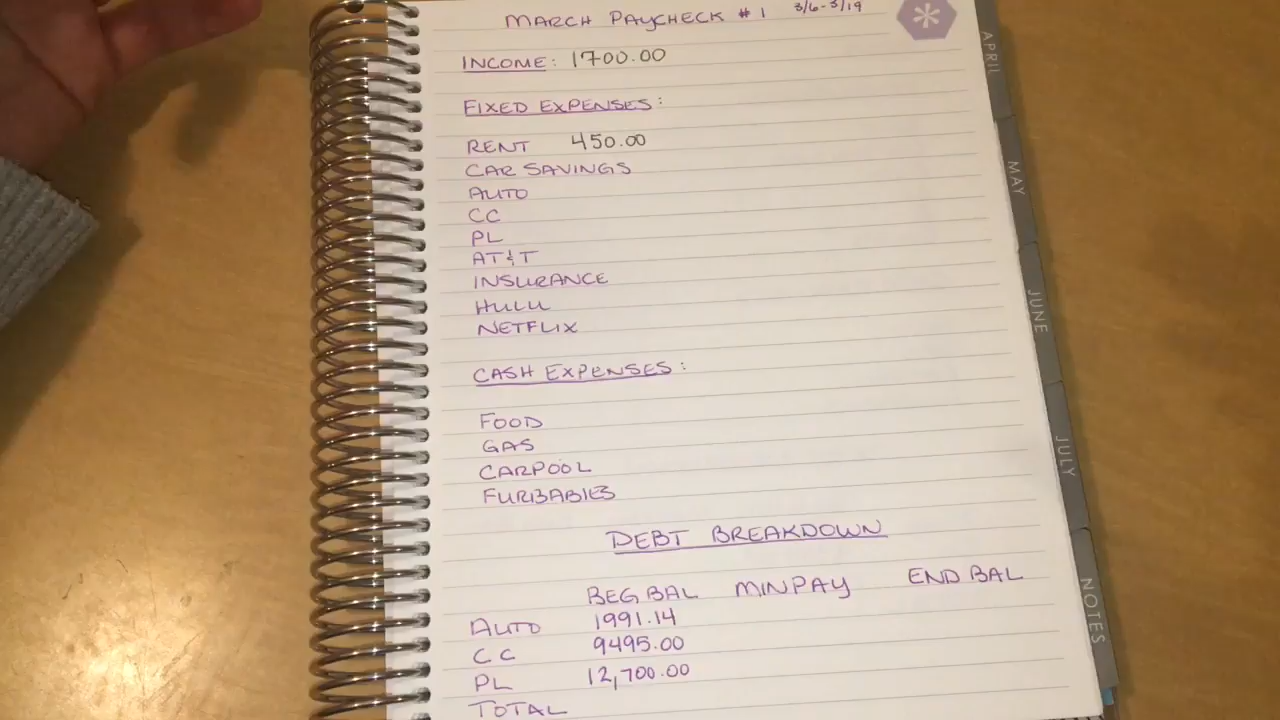 MARCH PAYCHECK #1 3/6-3/19
INCOME: 1700.00
FIXED EXPENSES:
RENT 450.00
CAR SAVINGS
AUTO
CC
PL
AT&T
INSURANCE
HULU
NETFLIX
CASH EXPENSES:
FOOD
GAS
CARPOOL
FURBABIES
DEBT BREAKDOWN
BEG BAL MIN PAY END BAL
AUTO 1991.14
CC 9495.00
PL 12,700.00
TOTAL
APRIL
MAY
JUNE
JULY
NOTES